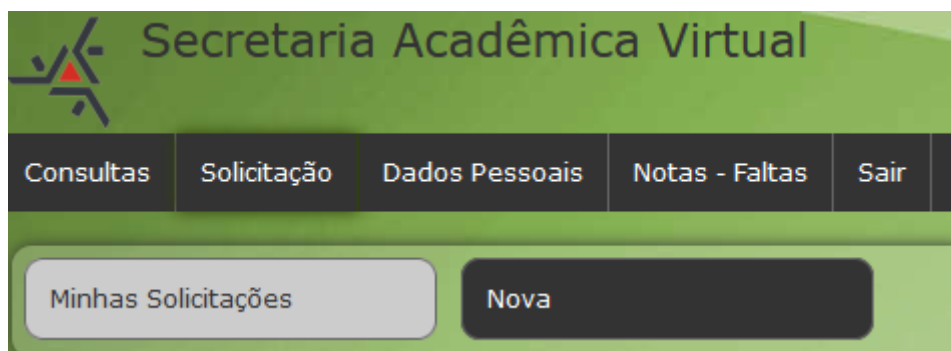 Secretaria Acadêmica Virtual
Consultas Solicitação Dados Pessoais Notas - Faltas Sair
Minhas Solicitações Nova